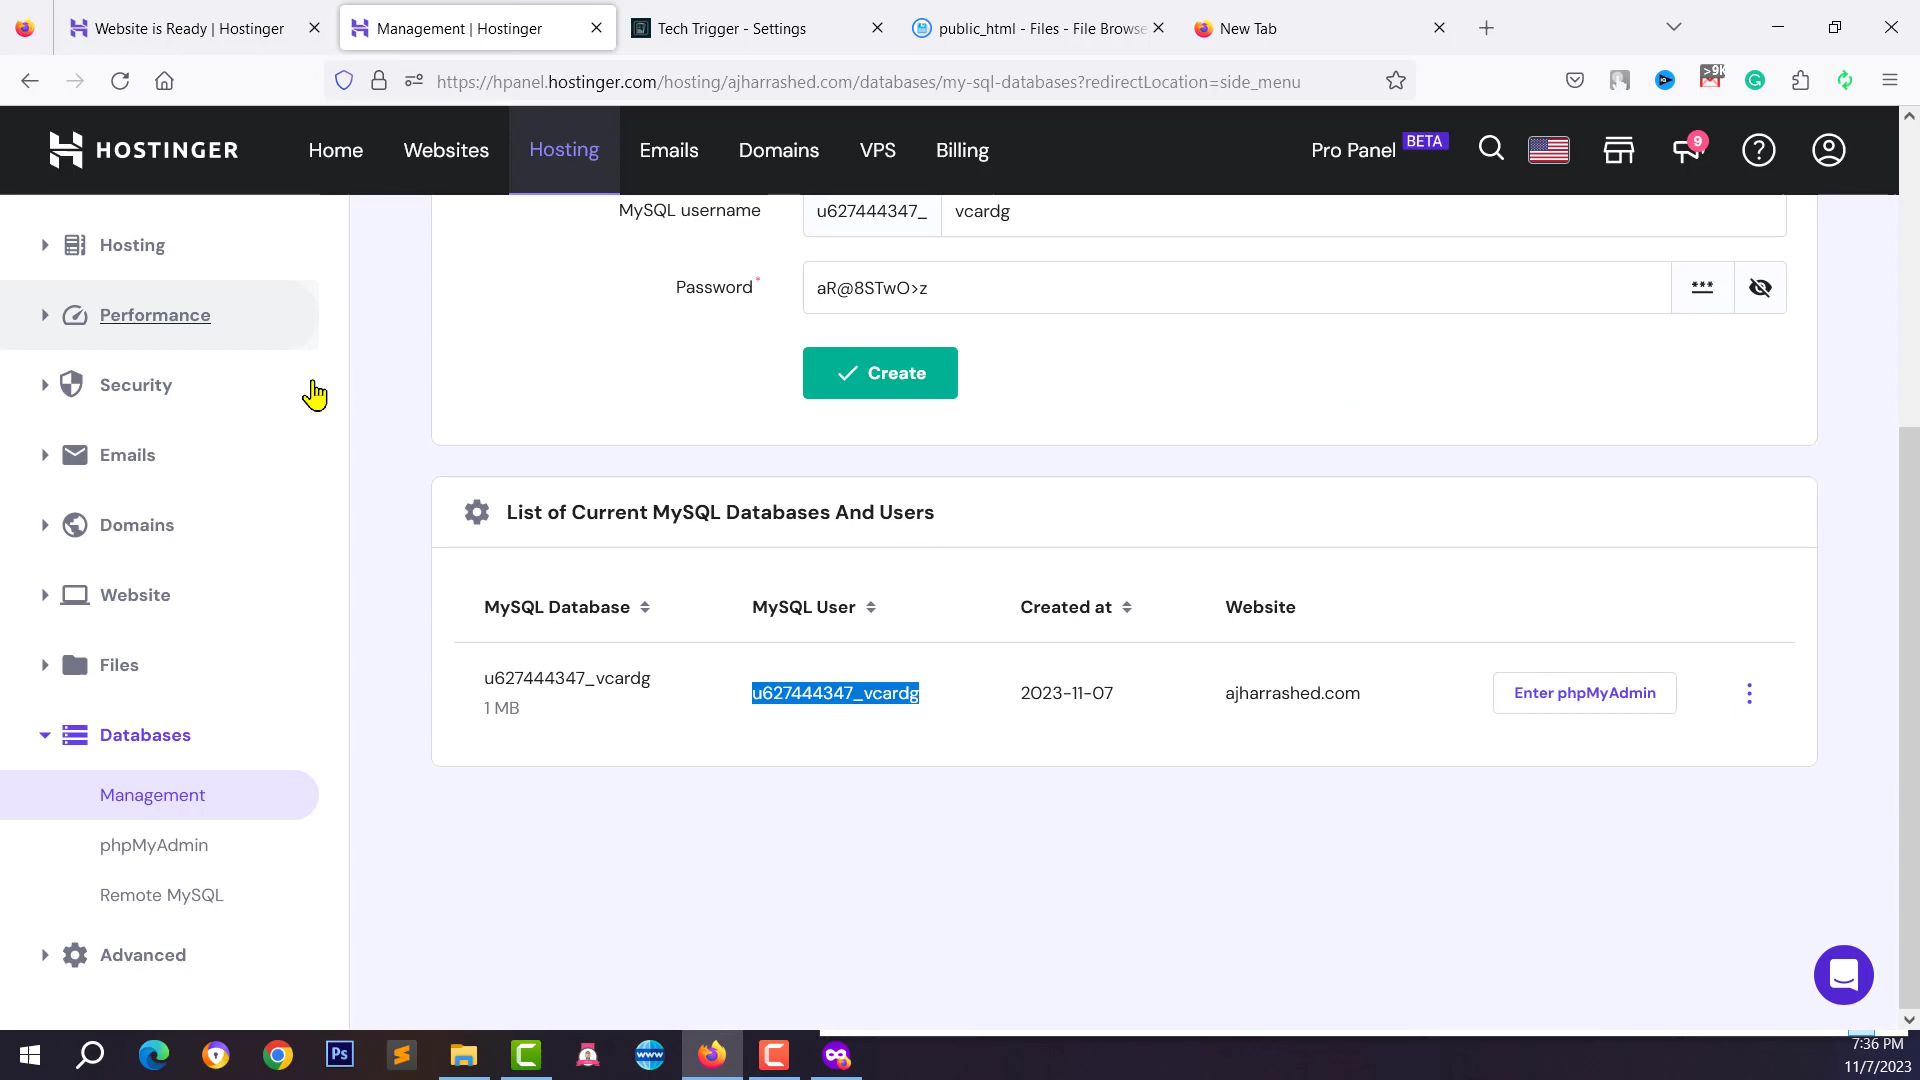 Website is Ready | Hostinger
Management | Hostinger
Tech Trigger - Settings
public_html - Files - File Browse
New Tab
https://hpanel.hostinger.com/hosting/ajharrashed.com/databases/my-sql-databases?redirectLocation=side_menu
>9K
HOSTINGER
Home
Websites
Hosting
Emails
Domains
VPS
Billing
Pro Panel
BETA
9
Hosting
Performance
Security
Emails
Domains
Website
Files
Databases
Management
phpMyAdmin
Remote MySQL
Advanced
MySQL username
u627444347_
vcardg
Password*
aR@8STwO>z
***
Create
List of Current MySQL Databases And Users
MySQL Database
MySQL User
Created at
Website
u627444347_vcardg
1 MB
u627444347_vcardg
2023-11-07
ajharrashed.com
Enter phpMyAdmin
Ps
www
7:36 PM
11/7/2023